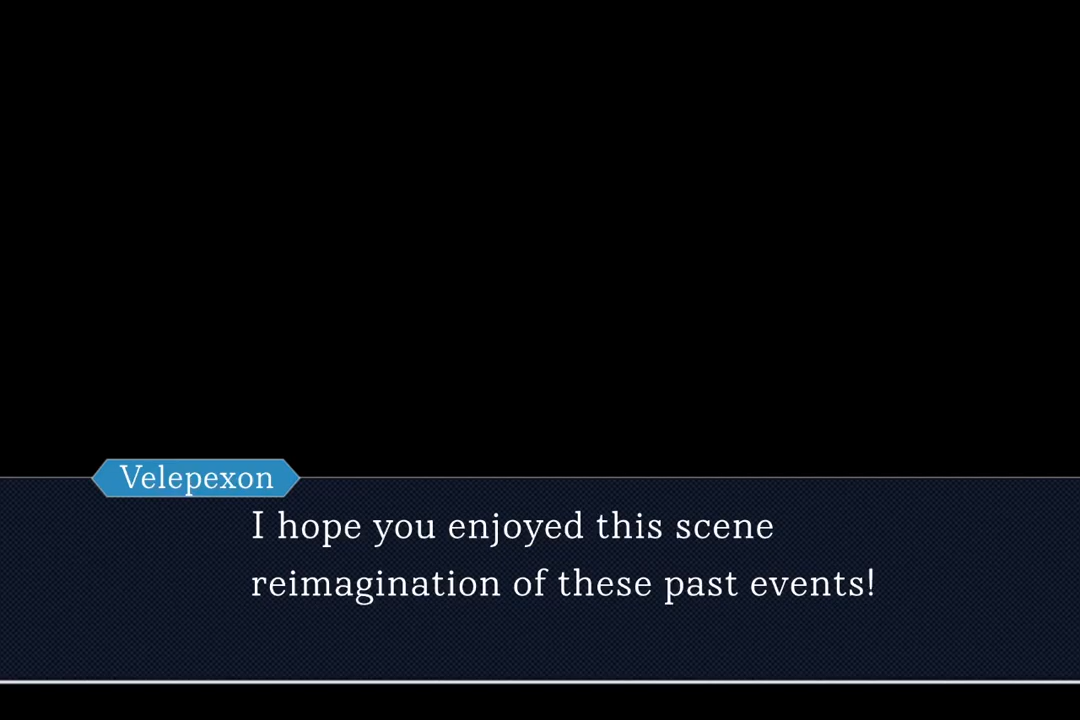 Velepexon
I hope you enjoyed this scene
reimagination of these past events!